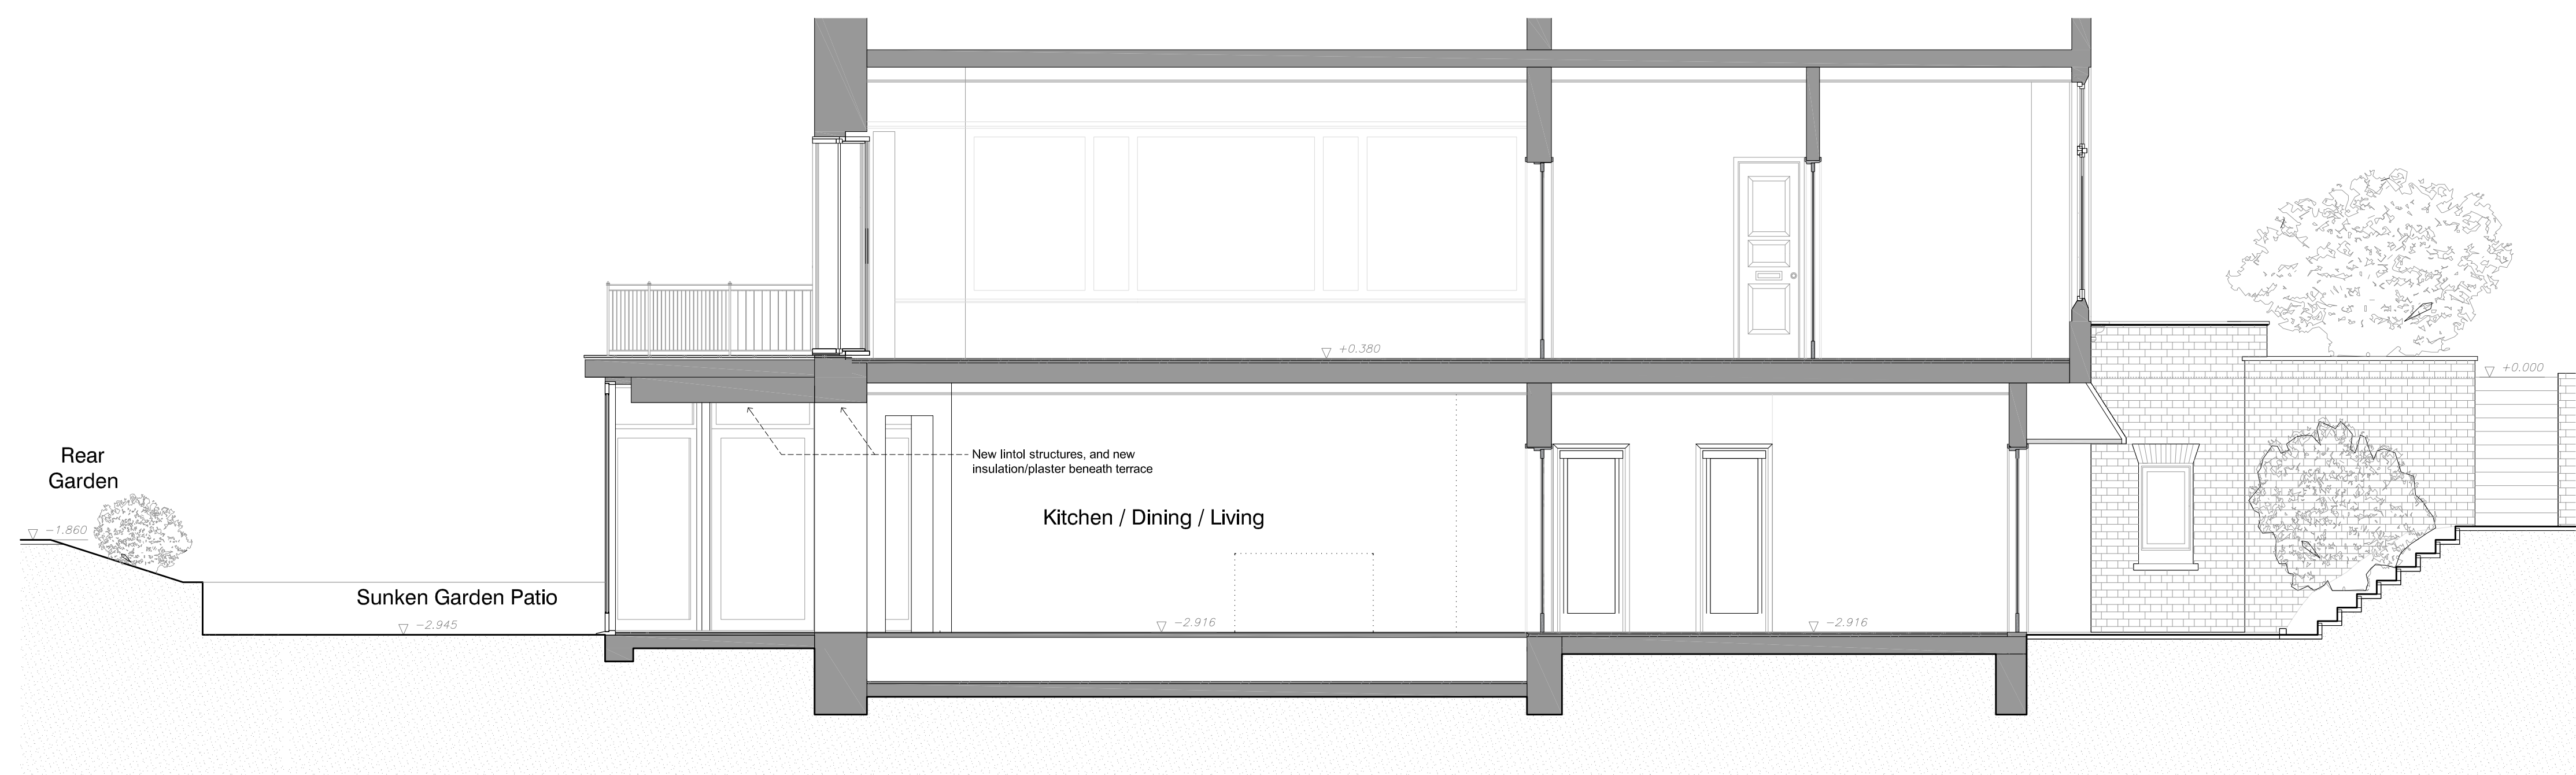 +0.380
+0.000
New lintol structures, and new
insulation/plaster beneath terrace
Rear
Garden
Kitchen / Dining / Living
-1.860
Sunken Garden Patio
-2.945
-2.916
-2.916